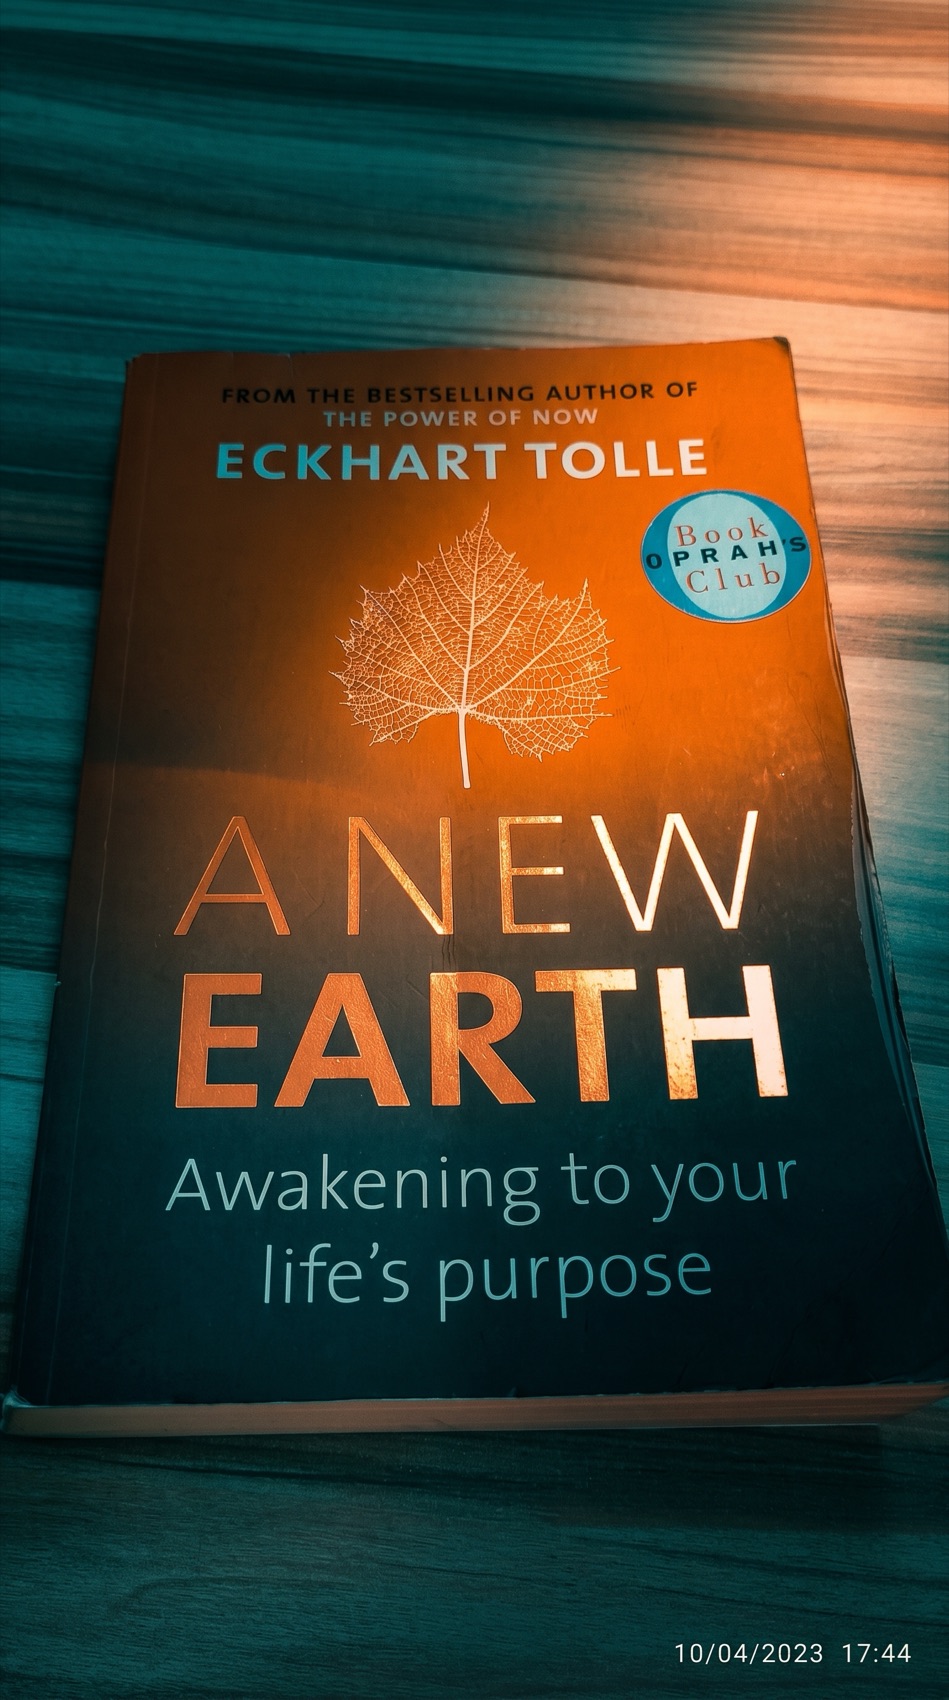 FROM THE BESTSELLING AUTHOR OF
THE POWER OF NOW
ECKHART TOLLE
Book
OPRAH'S
Club
A NEW
EARTH
Awakening to your
life's purpose
10/04/2023 17:44